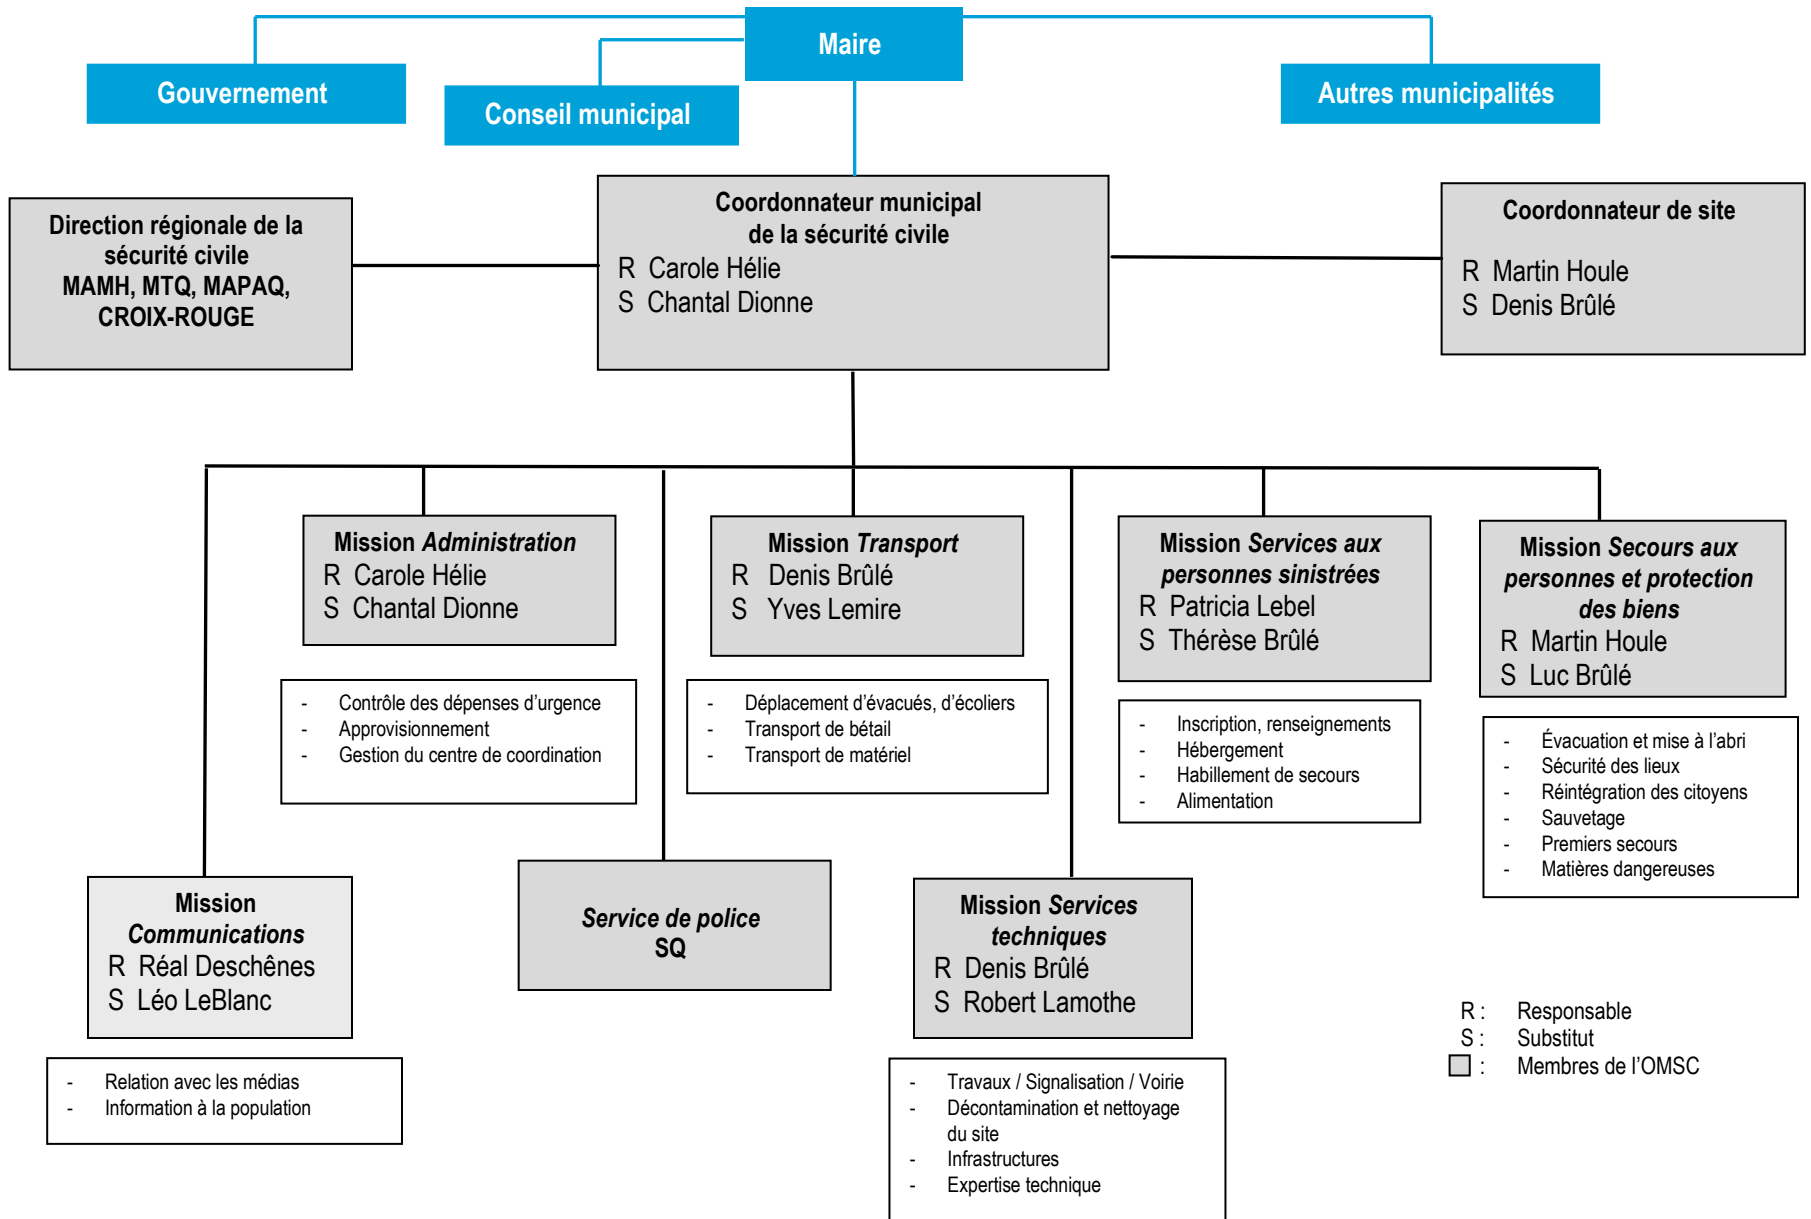 Maire
Gouvernement
Conseil municipal
Autres municipalités
Direction régionale de la
sécurité civile
MAMH, MTQ, MAPAQ,
CROIX-ROUGE
Coordonnateur municipal
de la sécurité civile
R Carole Hélie
S Chantal Dionne
Coordonnateur de site
R Martin Houle
S Denis Brûlé
Mission Administration
R Carole Hélie
S Chantal Dionne
- Contrôle des dépenses d'urgence
- Approvisionnement
- Gestion du centre de coordination
Mission Transport
R Denis Brûlé
S Yves Lemire
- Déplacement d'évacués, d'écoliers
- Transport de bétail
- Transport de matériel
Mission Services aux
personnes sinistrées
R Patricia Lebel
S Thérèse Brûlé
- Inscription, renseignements
- Hébergement
- Habillement de secours
- Alimentation
Mission Secours aux
personnes et protection
des biens
R Martin Houle
S Luc Brûlé
- Évacuation et mise à l'abri
- Sécurité des lieux
- Réintégration des citoyens
- Sauvetage
- Premiers secours
- Matières dangereuses
Mission
Communications
R Réal Deschênes
S Léo LeBlanc
- Relation avec les médias
- Information à la population
Service de police
SQ
Mission Services
techniques
R Denis Brûlé
S Robert Lamothe
- Travaux / Signalisation / Voirie
- Décontamination et nettoyage
du site
- Infrastructures
- Expertise technique
R : Responsable
S : Substitut
: Membres de l'OMSC